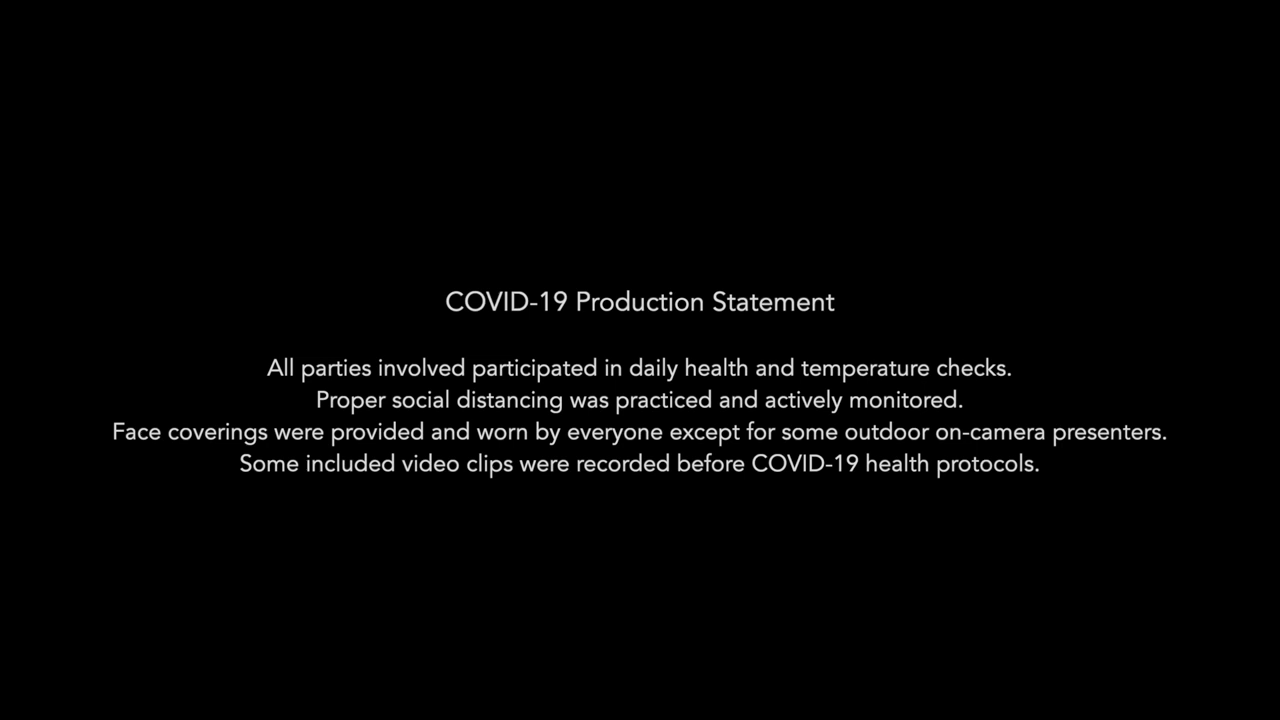 COVID-19 Production Statement
All parties involved participated in daily health and temperature checks.
Proper social distancing was practiced and actively monitored.
Face coverings were provided and worn by everyone except for some outdoor on-camera presenters.
Some included video clips were recorded before COVID-19 health protocols.